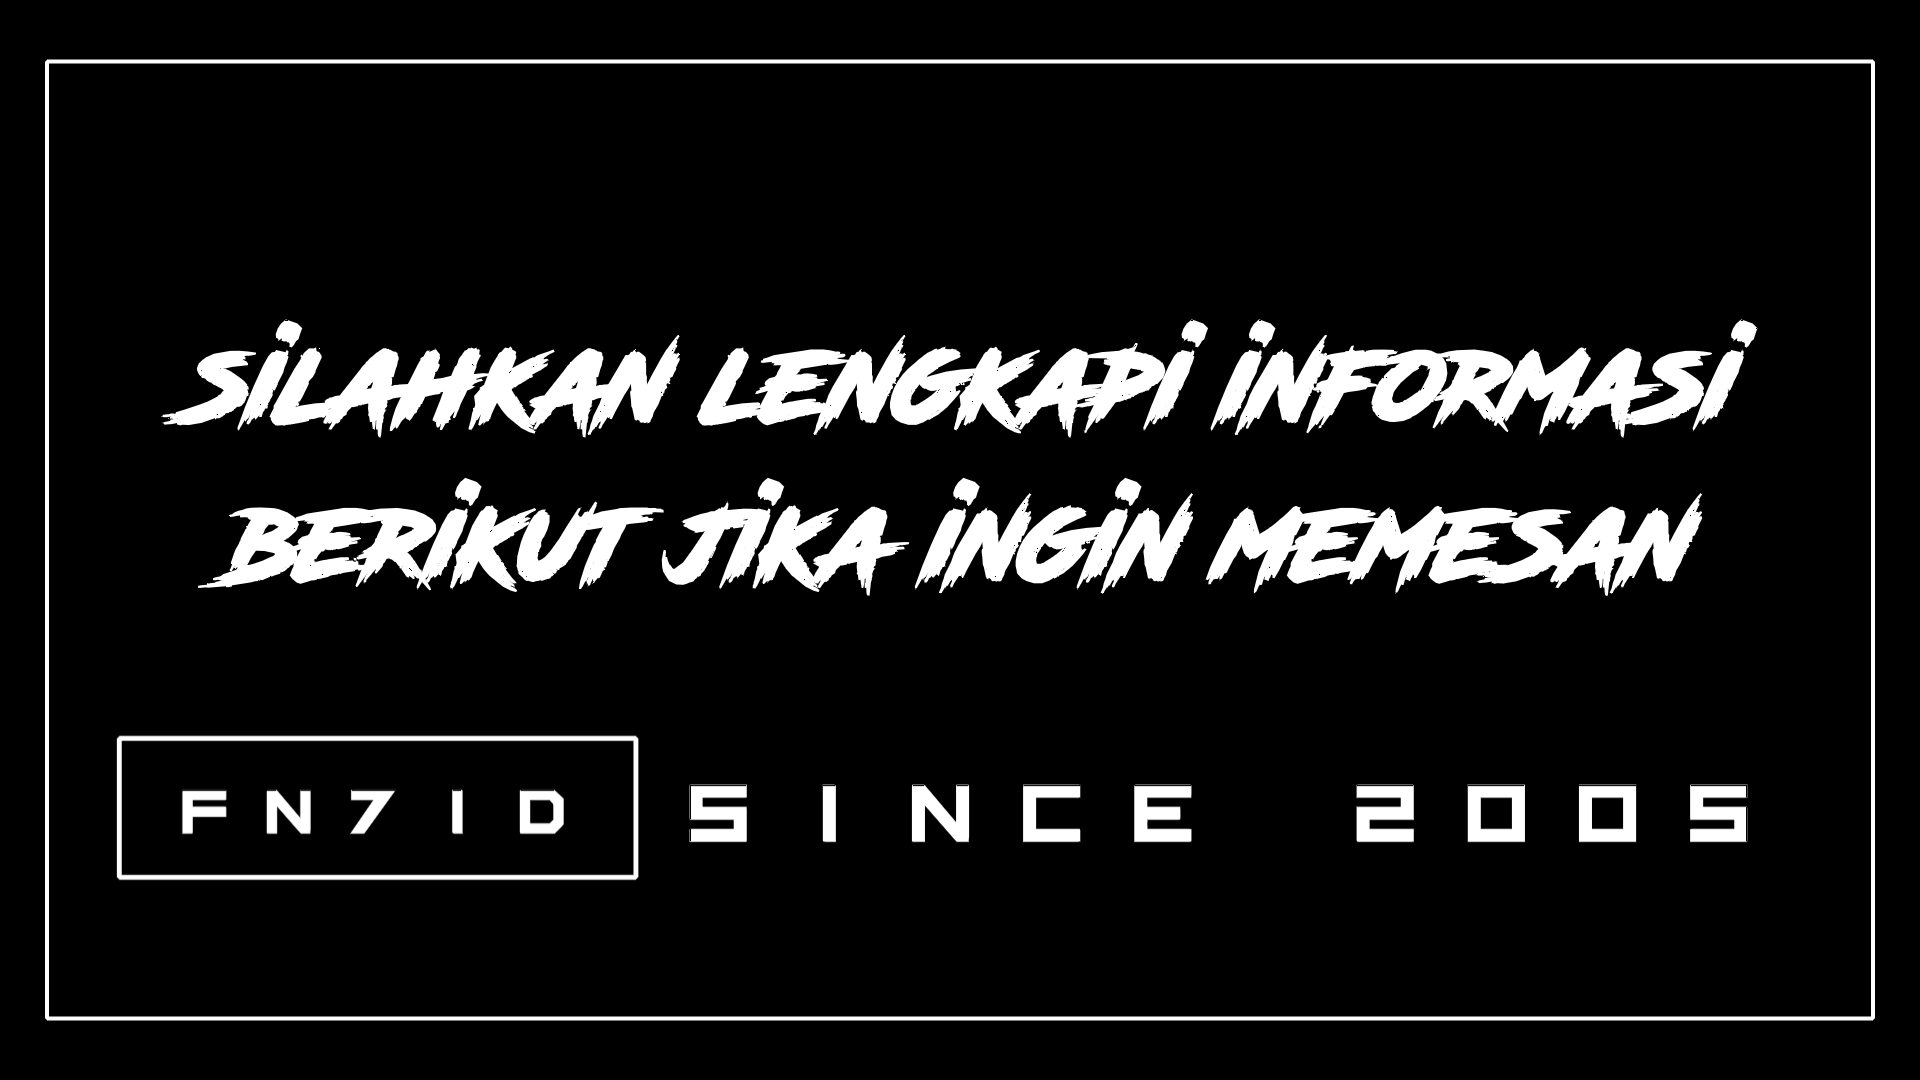 SILAHKAN LENGKAPI INFORMASI
BERIKUT JIKA INGIN MEMESAN
FN7ID SINCE 2005